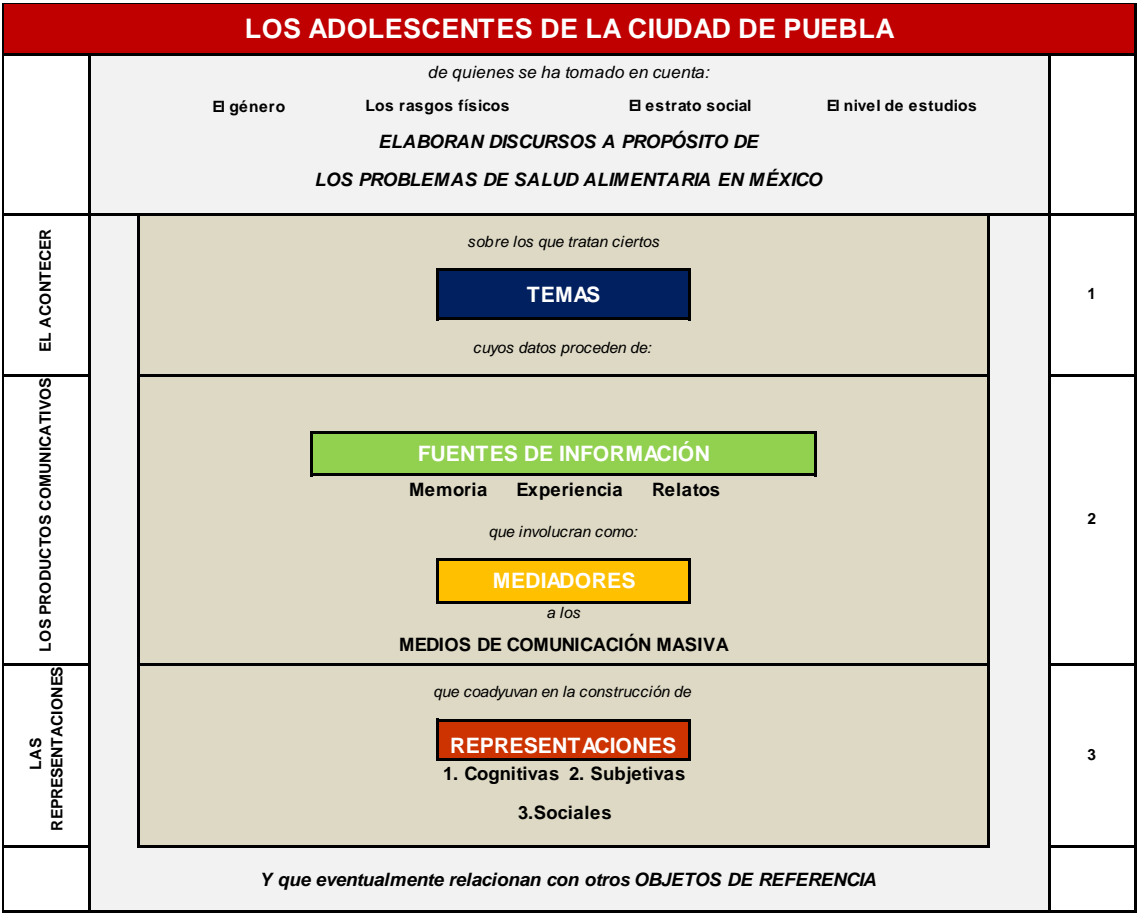 LOS ADOLESCENTES DE LA CIUDAD DE PUEBLA
de quienes se ha tomado en cuenta:
El género Los rasgos físicos El estrato social El nivel de estudios
ELABORAN DISCURSOS A PROPÓSITO DE
LOS PROBLEMAS DE SALUD ALIMENTARIA EN MÉXICO
EL ACONTECER
sobre los que tratan ciertos
TEMAS
1
cuyos datos proceden de:
LOS PRODUCTOS COMUNICATIVOS
FUENTES DE INFORMACIÓN
Memoria Experiencia Relatos
2
que involucran como:
MEDIADORES
a los
MEDIOS DE COMUNICACIÓN MASIVA
LAS
REPRESENTACIONES
que coadyuvan en la construcción de
REPRESENTACIONES
3
1. Cognitivas 2. Subjetivas
3.Sociales
Y que eventualmente relacionan con otros OBJETOS DE REFERENCIA